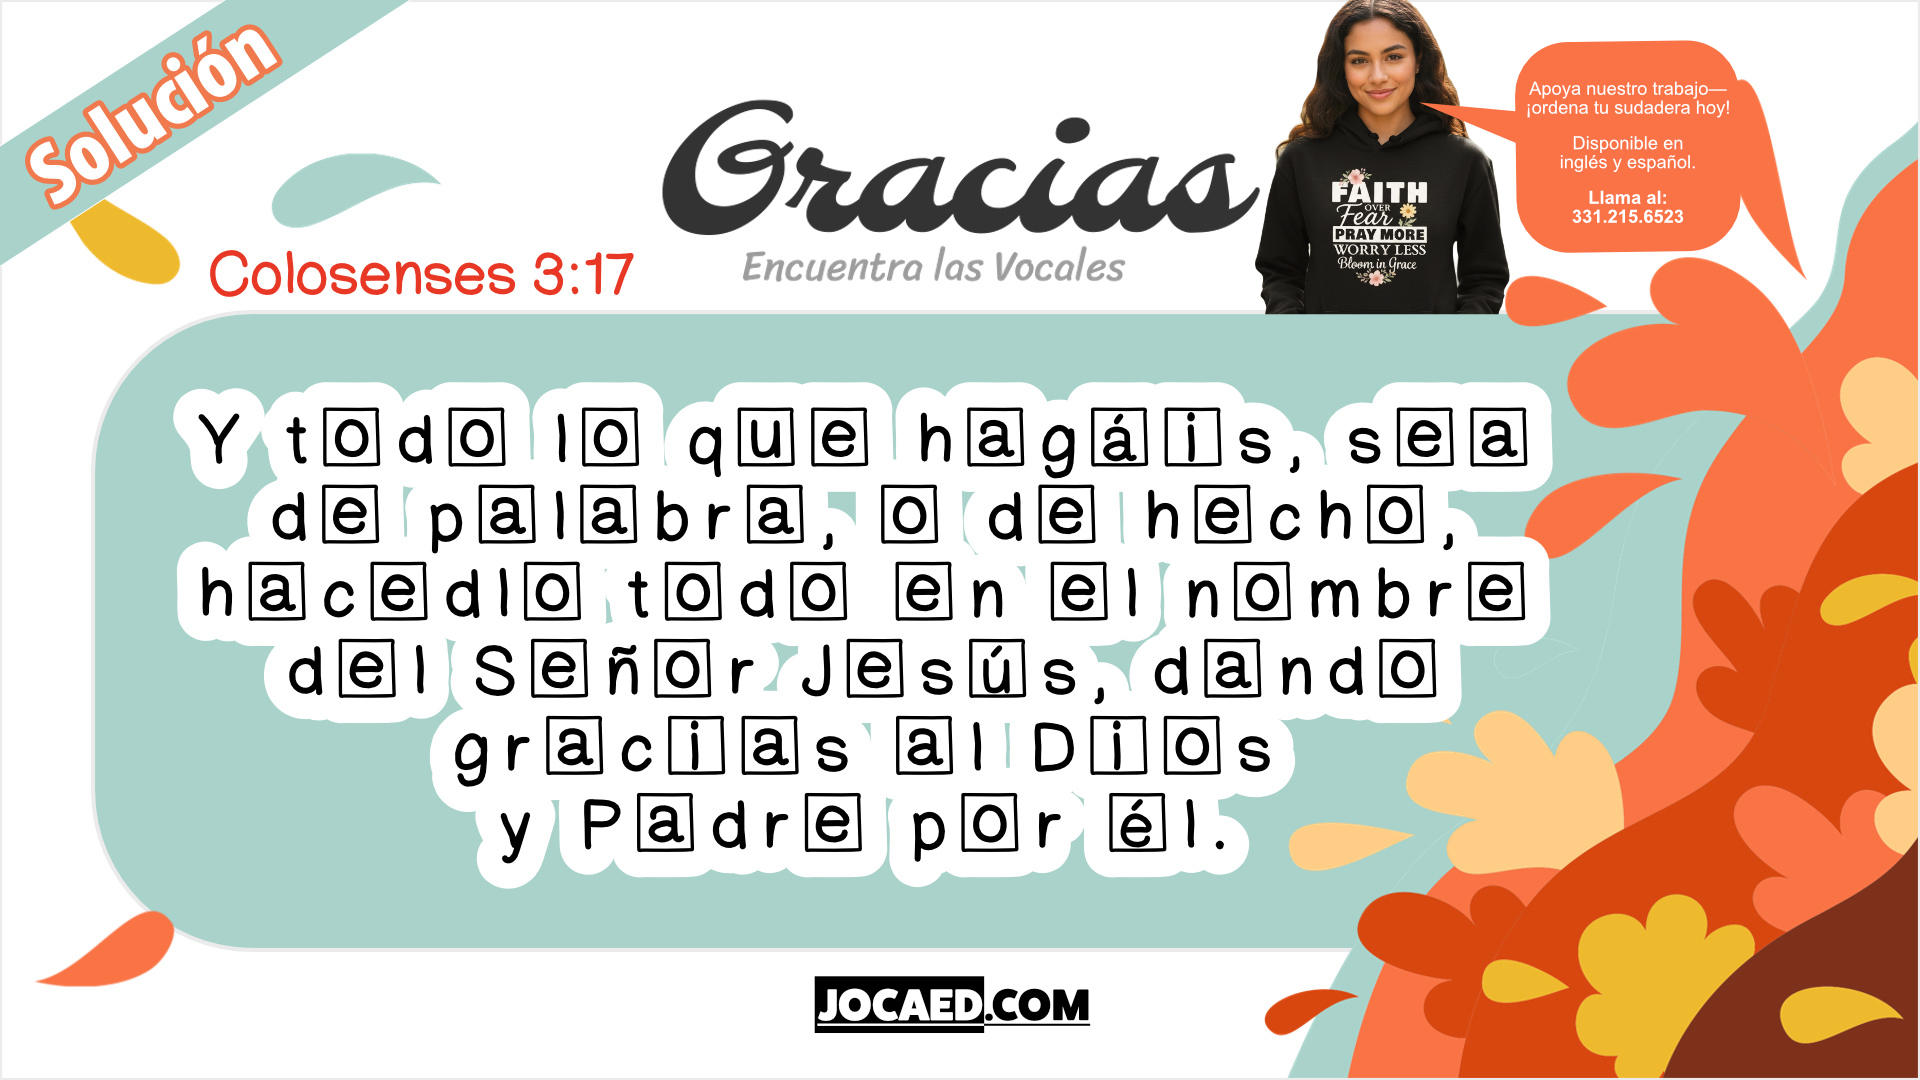 Solución
Gracias
Encuentra las Vocales
Colosenses 3:17
FAITH
OVER
Fear
PRAY MORE
WORRY LESS
Bloom in Grace
Apoya nuestro trabajo—
¡ordena tu sudadera hoy!
Disponible en
inglés y español.
Llama al:
331.215.6523
Y todo lo que hagáis, sea
de palabra, o de hecho,
hacedlo todo en el nombre
del Señor Jesús, dando
gracias al Dios
y Padre por él.
JOCAED.COM